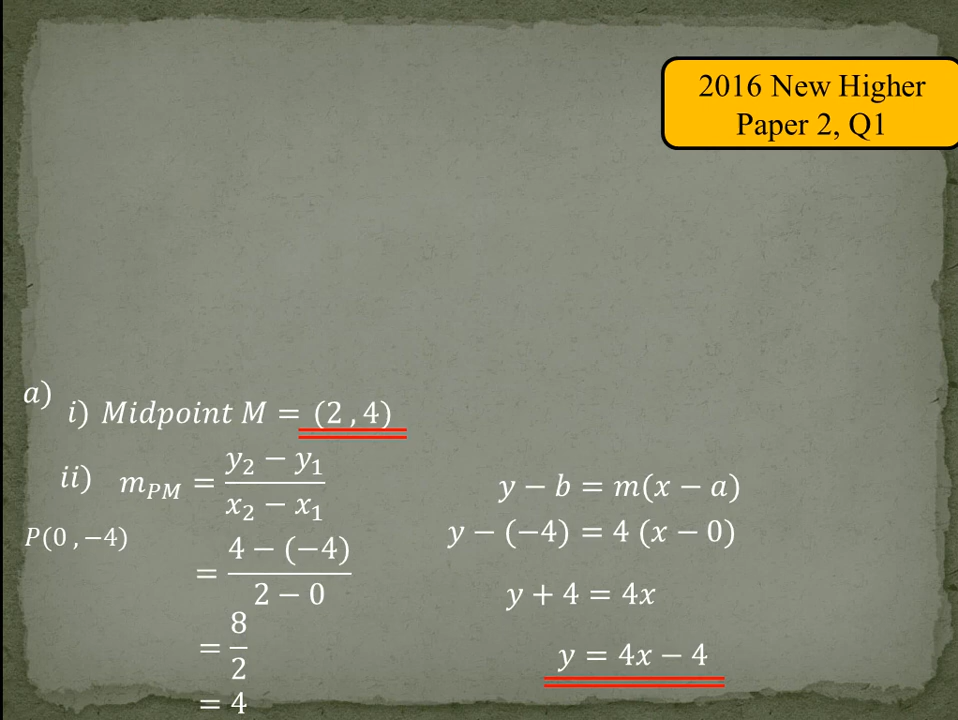 2016 New Higher
Paper 2, Q1
a)
i) Midpoint M = (2 , 4)
ii) m_PM = (y₂ − y₁)/(x₂ − x₁)
P(0 , −4)
= (4 − (−4))/(2 − 0)
= 8/2
= 4
y − b = m(x − a)
y − (−4) = 4 (x − 0)
y + 4 = 4x
y = 4x − 4